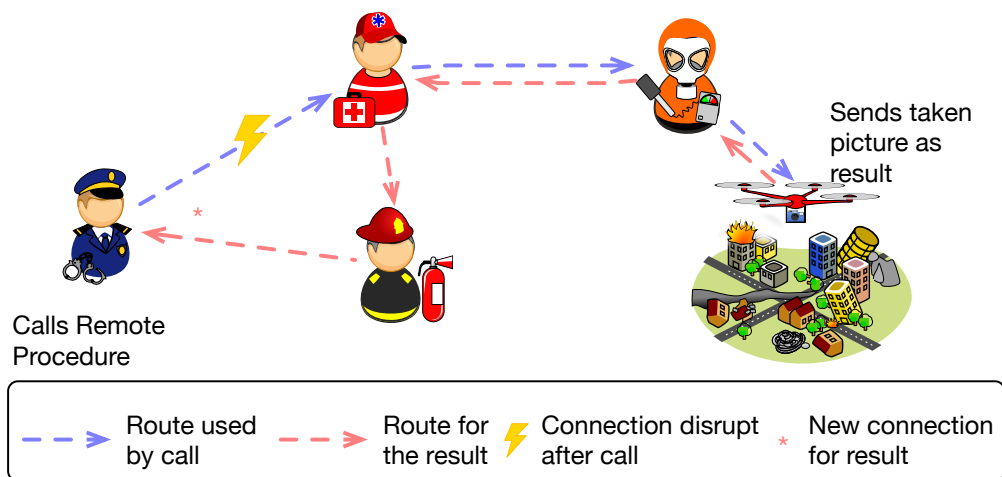 Sends taken
picture as
result
*
Calls Remote
Procedure
Route used
by call
Route for
the result
Connection disrupt
after call
* New connection
for result